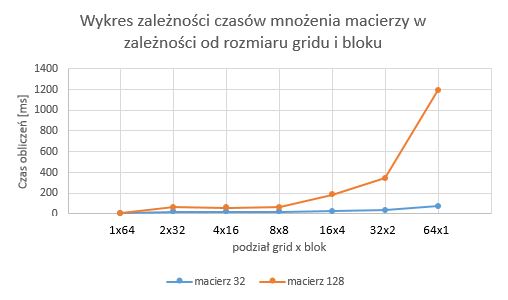 Wykres zależności czasów mnożenia macierzy w
zależności od rozmiaru gridu i bloku
1400
1200
1000
800
600
400
200
0
Czas obliczeń [ms]
1x64 2x32 4x16 8x8 16x4 32x2 64x1
podział grid x blok
macierz 32 macierz 128